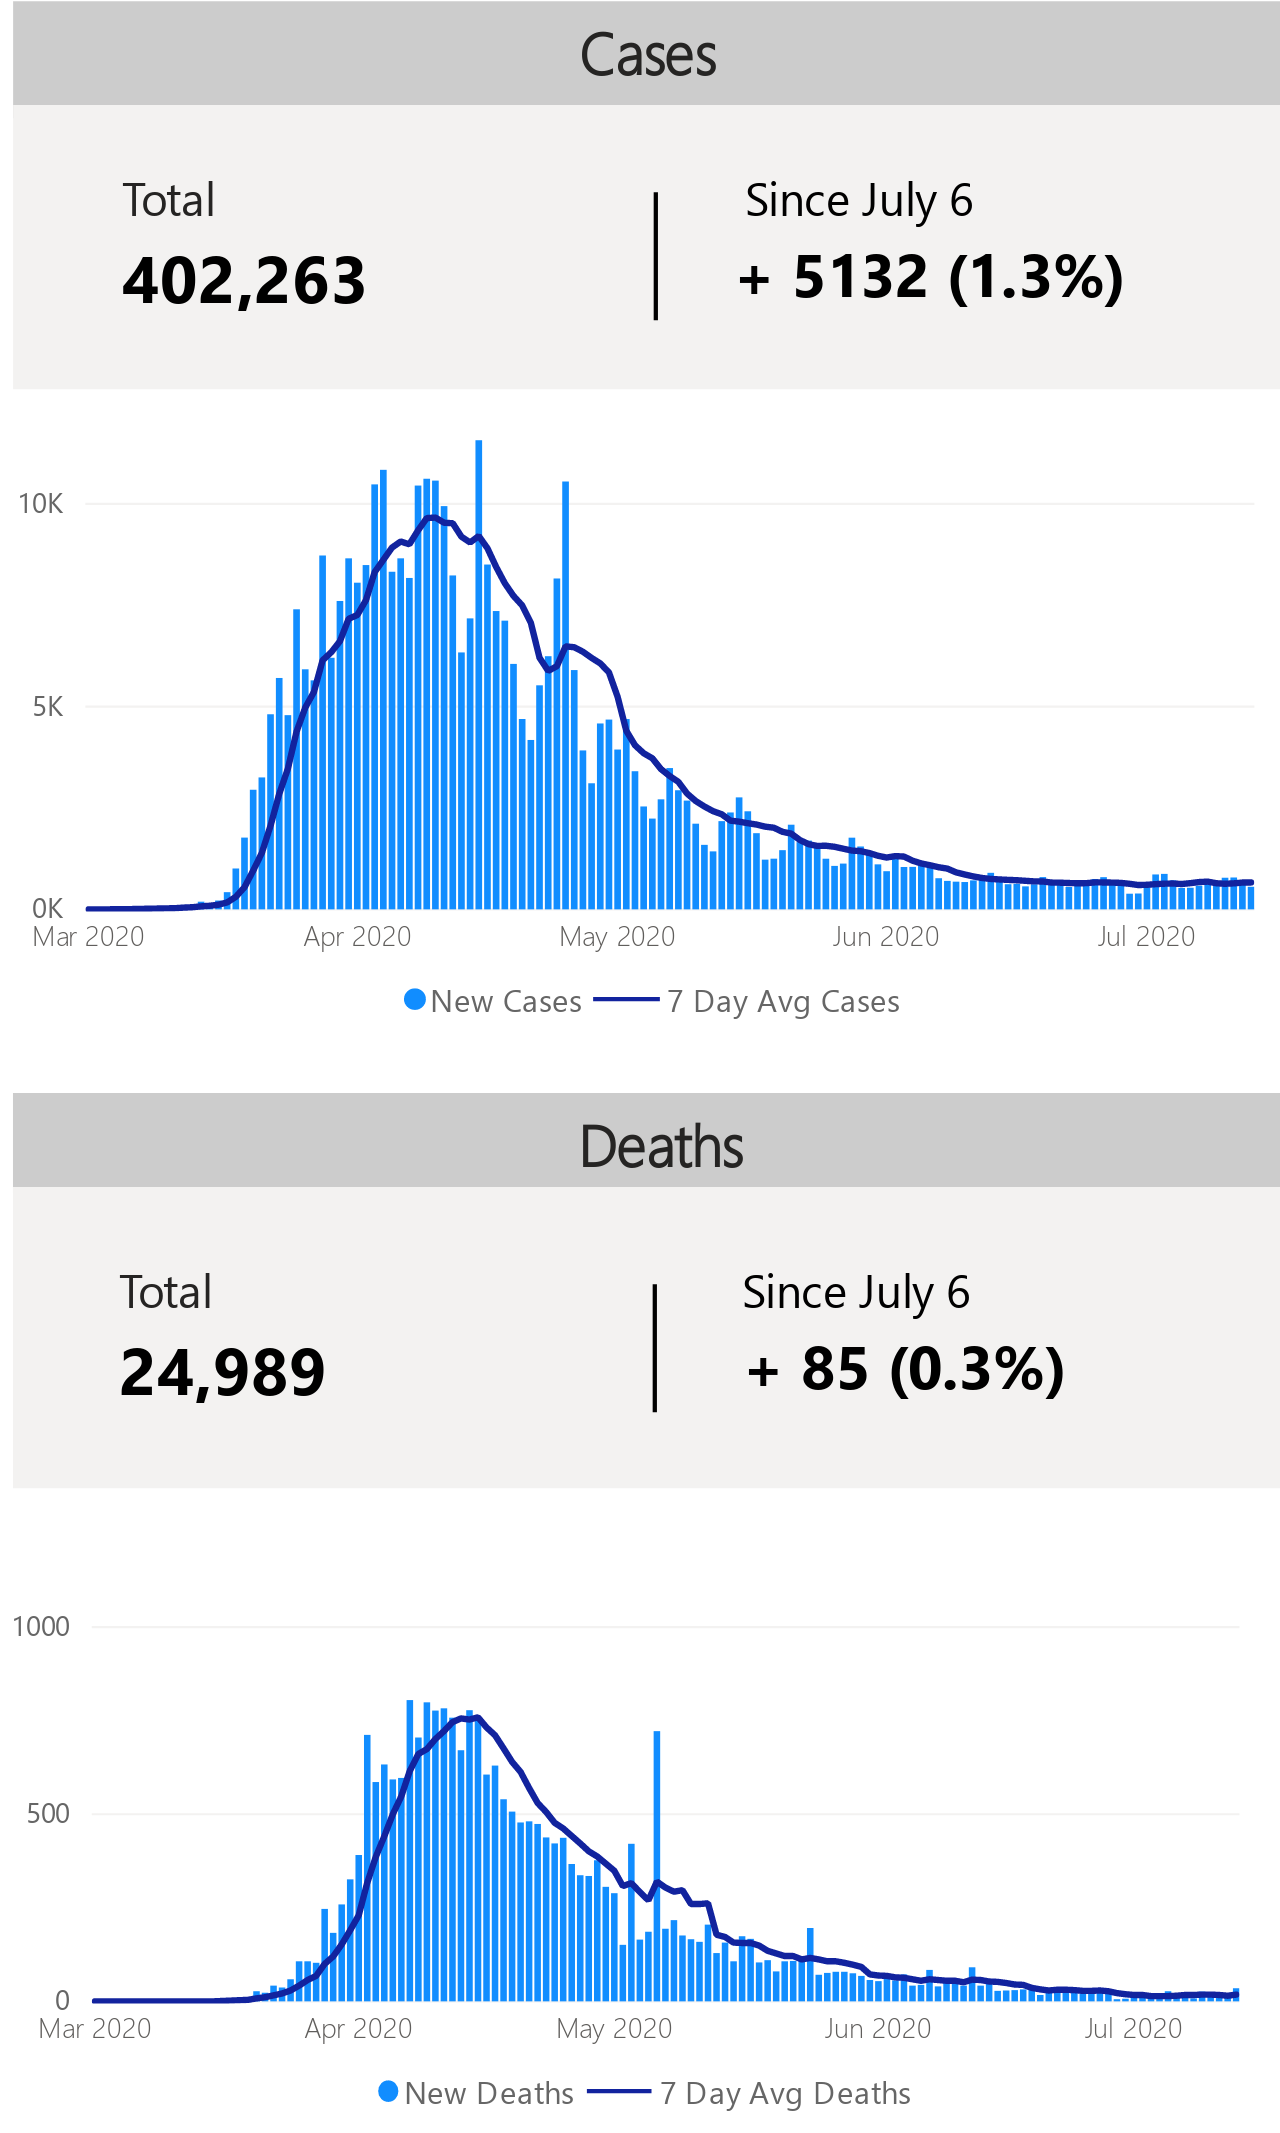 Cases
Total
Since July 6
402,263
+ 5132 (1.3%)
10K
5K
0K
Mar 2020 Apr 2020 May 2020 Jun 2020 Jul 2020
New Cases 7 Day Avg Cases
Deaths
Total
Since July 6
24,989
+ 85 (0.3%)
1000
500
0
Mar 2020 Apr 2020 May 2020 Jun 2020 Jul 2020
New Deaths 7 Day Avg Deaths